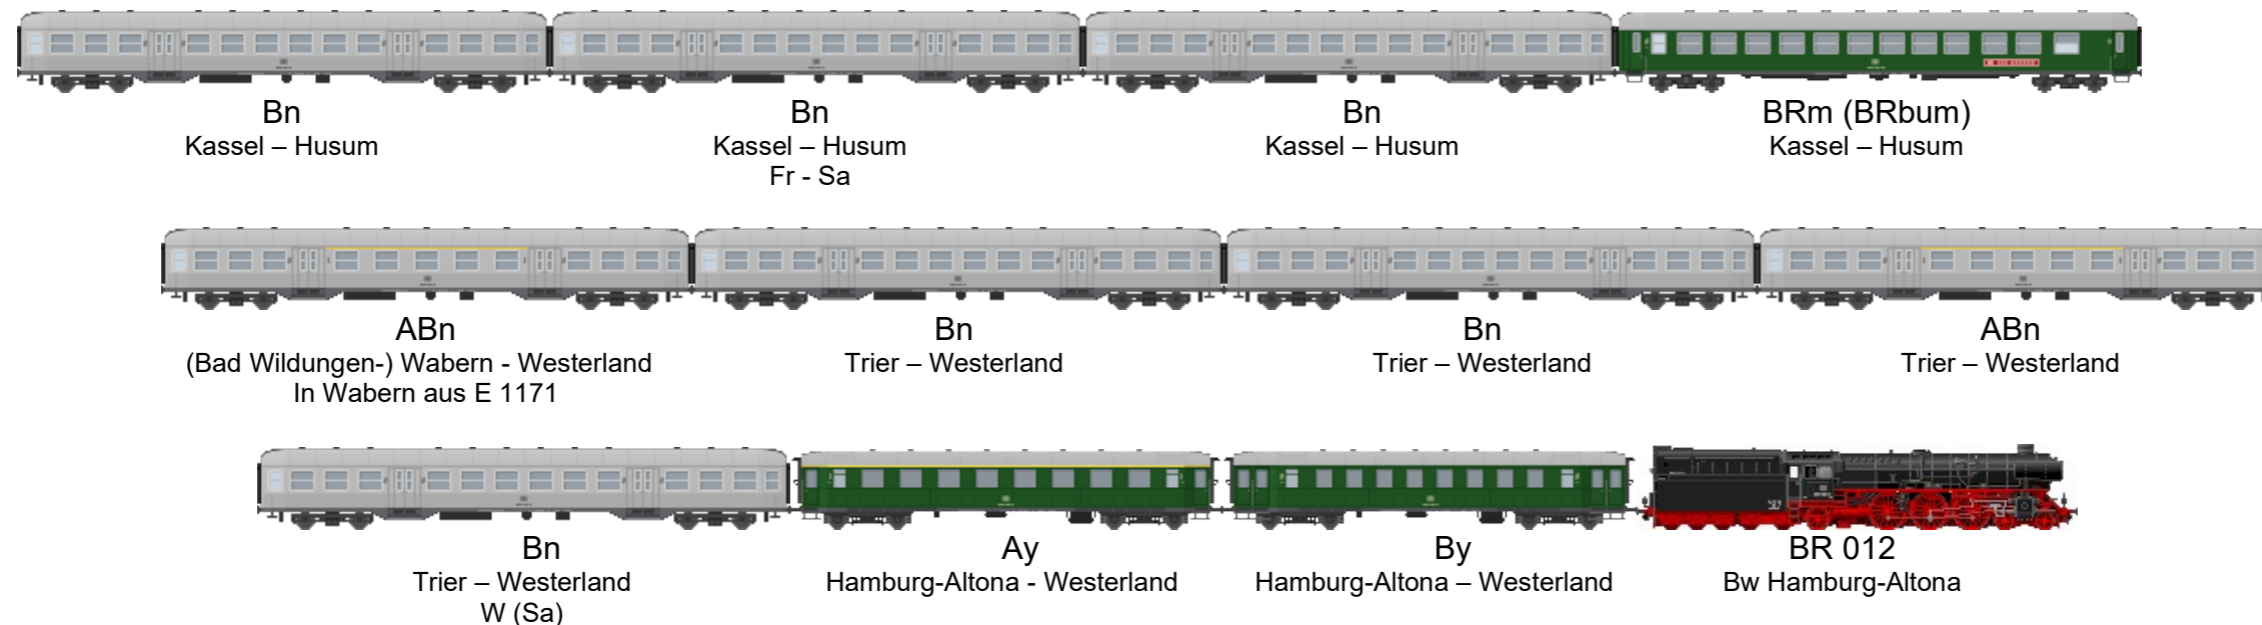 Bn Bn Bn BRm (BRbum)
Kassel – Husum Kassel – Husum Kassel – Husum Kassel – Husum
Fr - Sa
ABn Bn Bn ABn
(Bad Wildungen-) Wabern - Westerland Trier – Westerland Trier – Westerland Trier – Westerland
In Wabern aus E 1171
Bn Ay By BR 012
Trier – Westerland Hamburg-Altona - Westerland Hamburg-Altona – Westerland Bw Hamburg-Altona
W (Sa)